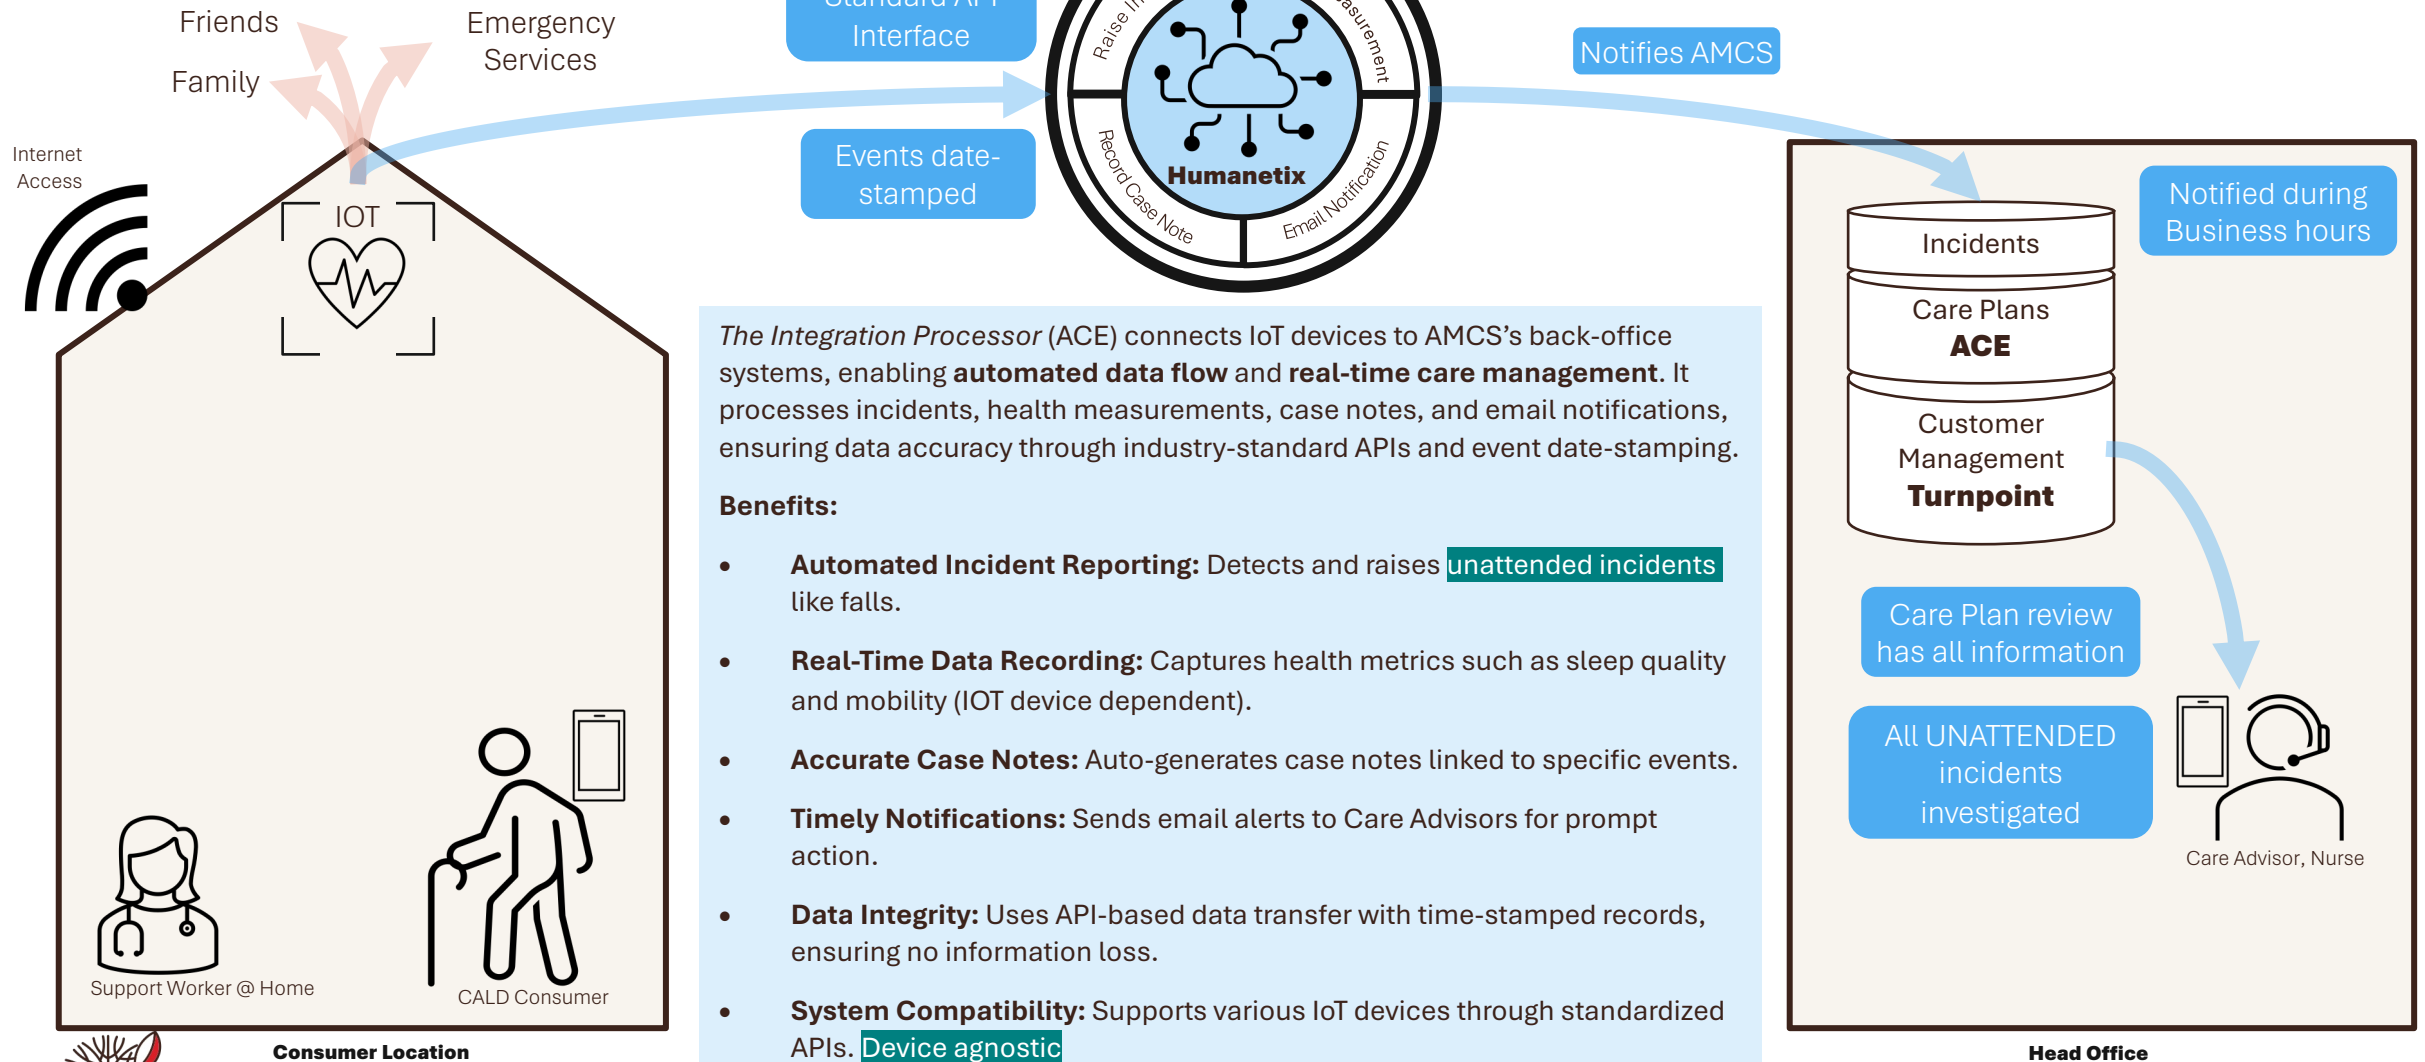 Friends
Family
Emergency
Services
Internet
Access
IOT
Support Worker @ Home
CALD Consumer
Consumer Location
Standard API
Interface
Events date-
stamped
Raise In
asurement
Record Case Note
Email Notification
Humanetix
Notifies AMCS
The Integration Processor (ACE) connects IoT devices to AMCS’s back-office
systems, enabling automated data flow and real-time care management. It
processes incidents, health measurements, case notes, and email notifications,
ensuring data accuracy through industry-standard APIs and event date-stamping.
Benefits:
• Automated Incident Reporting: Detects and raises unattended incidents
like falls.
• Real-Time Data Recording: Captures health metrics such as sleep quality
and mobility (IOT device dependent).
• Accurate Case Notes: Auto-generates case notes linked to specific events.
• Timely Notifications: Sends email alerts to Care Advisors for prompt
action.
• Data Integrity: Uses API-based data transfer with time-stamped records,
ensuring no information loss.
• System Compatibility: Supports various IoT devices through standardized
APIs. Device agnostic
Incidents
Care Plans
ACE
Customer
Management
Turnpoint
Notified during
Business hours
Care Plan review
has all information
All UNATTENDED
incidents
investigated
Care Advisor, Nurse
Head Office